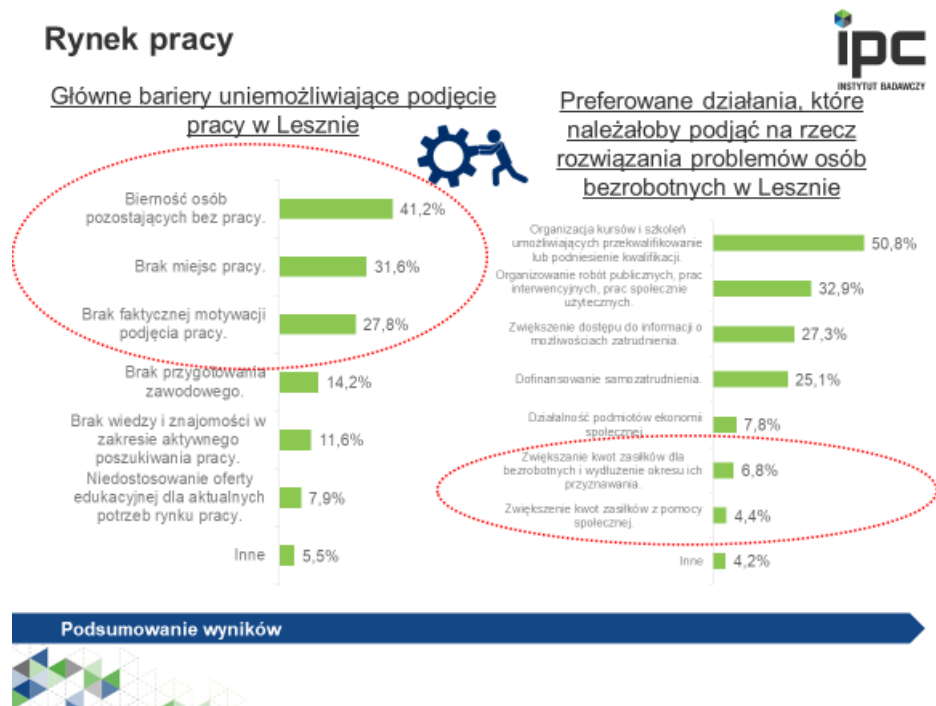 Rynek pracy
ipc
INSTYTUT BADAWCZY
Główne bariery uniemożliwiające podjęcie
pracy w Lesznie
Bierność osób
pozostających bez pracy.
41,2%
Brak miejsc pracy.
31,6%
Brak faktycznej motywacji
podjęcia pracy.
27,8%
Brak przygotowania
zawodowego.
14,2%
Brak wiedzy i znajomości w
zakresie aktywnego
poszukiwania pracy.
11,6%
Niedostosowanie oferty
edukacyjnej dla aktualnych
potrzeb rynku pracy.
7,9%
Inne
5,5%
Preferowane działania, które
należałoby podjąć na rzecz
rozwiązania problemów osób
bezrobotnych w Lesznie
Organizacja kursów i szkoleń
umożliwiających przekwalifikowanie
lub podniesienie kwalifikacji.
50,8%
Organizowanie robót publicznych, prac
interwencyjnych, prac społecznie
użytecznych.
32,9%
Zwiększenie dostępu do informacji o
możliwościach zatrudnienia.
27,3%
Dofinansowanie samozatrudnienia.
25,1%
Działalność podmiotów ekonomii
społecznej.
7,8%
Zwiększanie kwot zasiłków dla
bezrobotnych i wydłużenie okresu ich
przyznawania.
6,8%
Zwiększenie kwot zasiłków z pomocy
społecznej.
4,4%
Inne
4,2%
Podsumowanie wyników